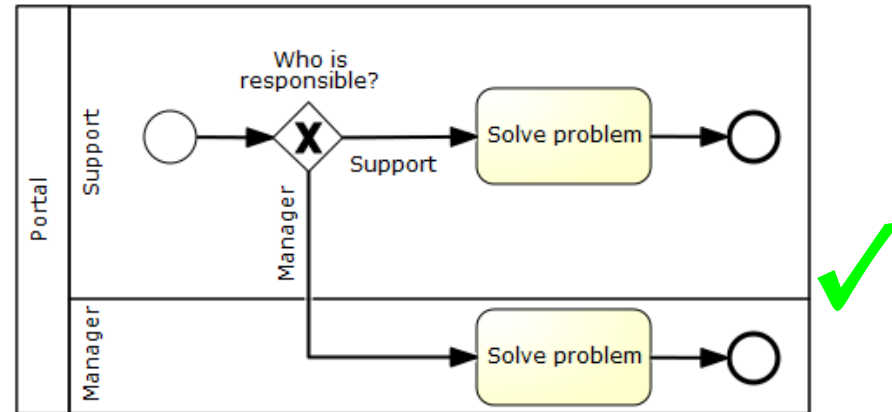 Portal
Support
Who is
responsible?
Support
Solve problem
Manager
Manager
Solve problem